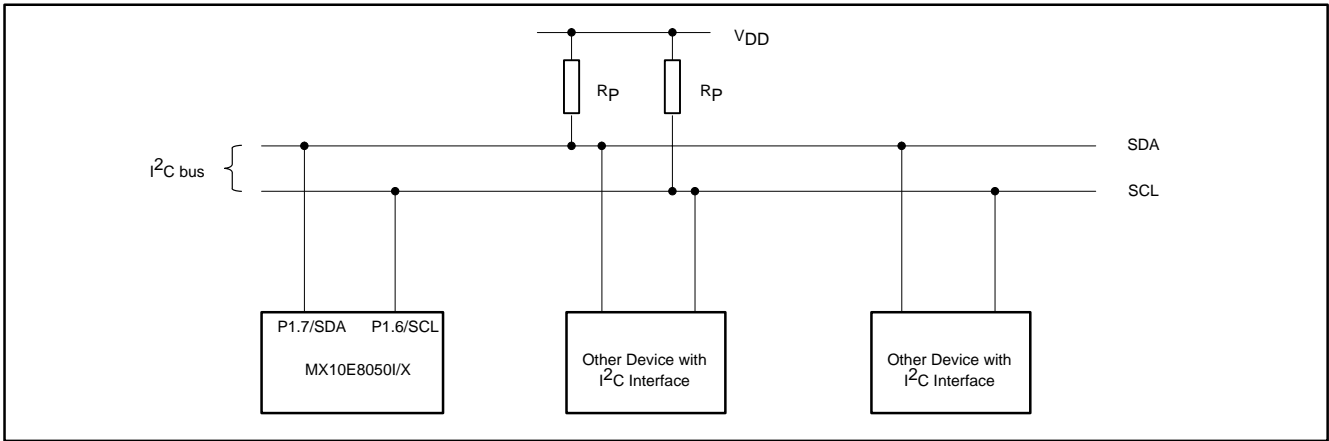 VDD
RP RP
SDA
I2C bus
SCL
P1.7/SDA P1.6/SCL
MX10E8050I/X
Other Device with
I2C Interface
Other Device with
I2C Interface